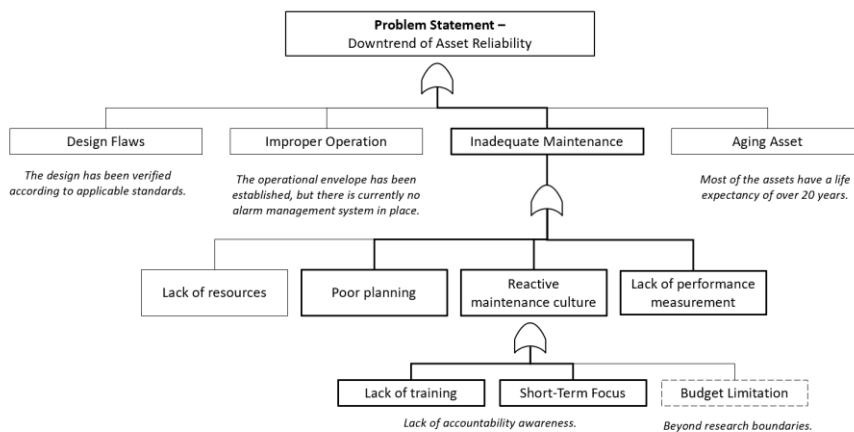 Problem Statement –
Downtrend of Asset Reliability
Design Flaws
Improper Operation
Inadequate Maintenance
Aging Asset
The design has been verified
according to applicable standards.
The operational envelope has been
established, but there is currently no
alarm management system in place.
Most of the assets have a life
expectancy of over 20 years.
Lack of resources
Poor planning
Reactive
maintenance culture
Lack of performance
measurement
Lack of training
Short-Term Focus
Budget Limitation
Lack of accountability awareness.
Beyond research boundaries.